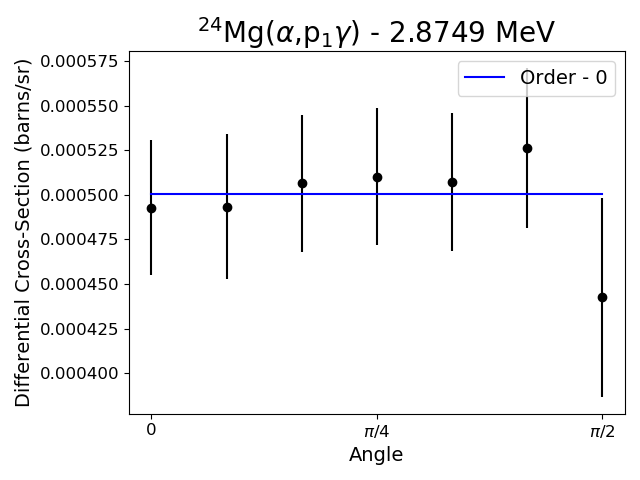 ²⁴Mg(α,p₁γ) - 2.8749 MeV
Order - 0
Differential Cross-Section (barns/sr)
0.000575
0.000550
0.000525
0.000500
0.000475
0.000450
0.000425
0.000400
0 π/4 π/2
Angle